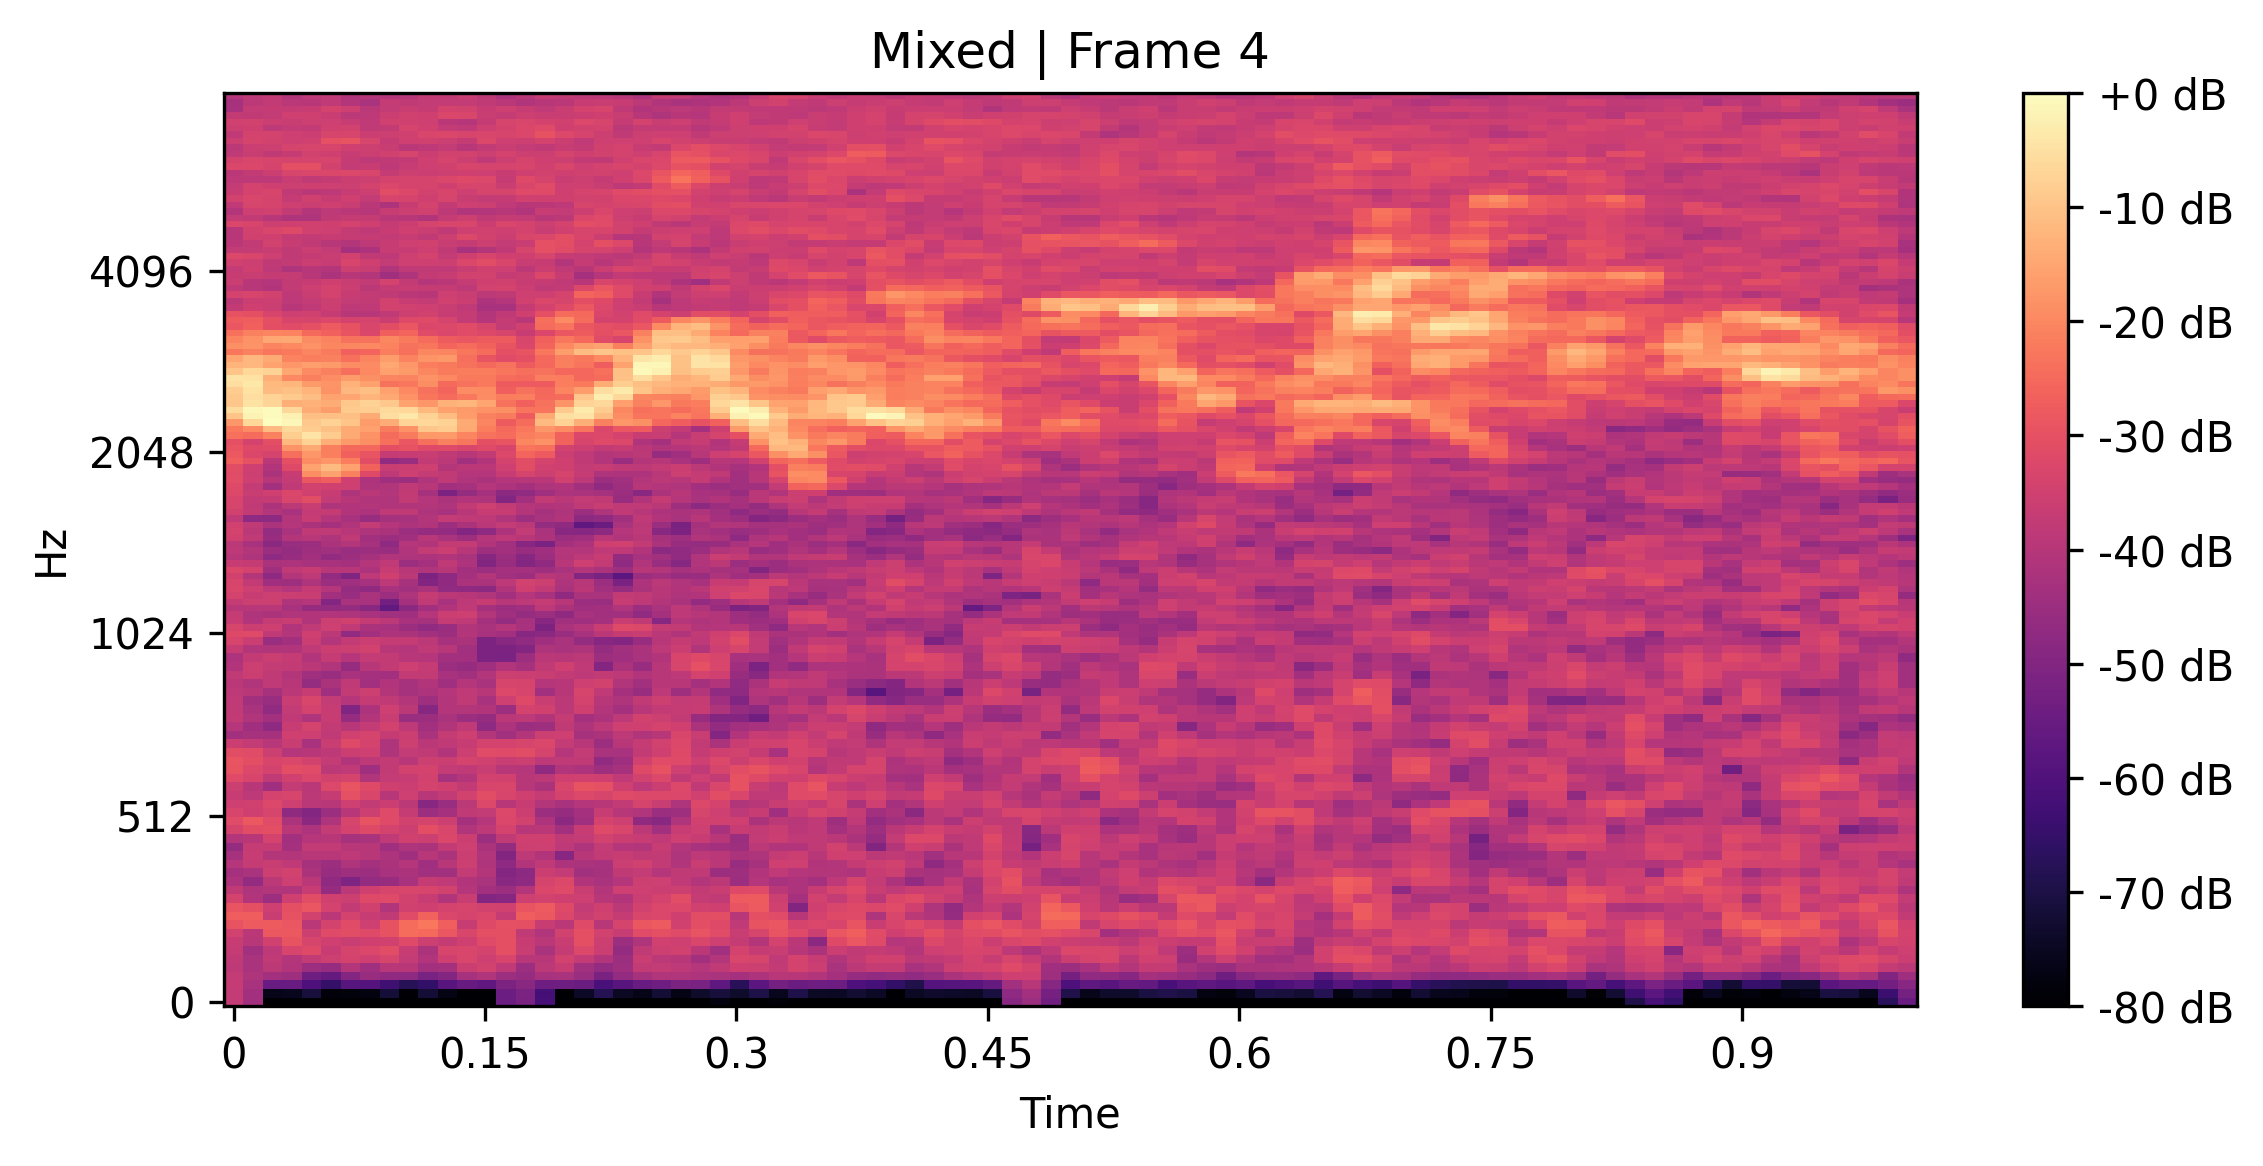 Mixed | Frame 4
Hz
4096
2048
1024
512
0
0 0.15 0.3 0.45 0.6 0.75 0.9
Time
+0 dB
-10 dB
-20 dB
-30 dB
-40 dB
-50 dB
-60 dB
-70 dB
-80 dB